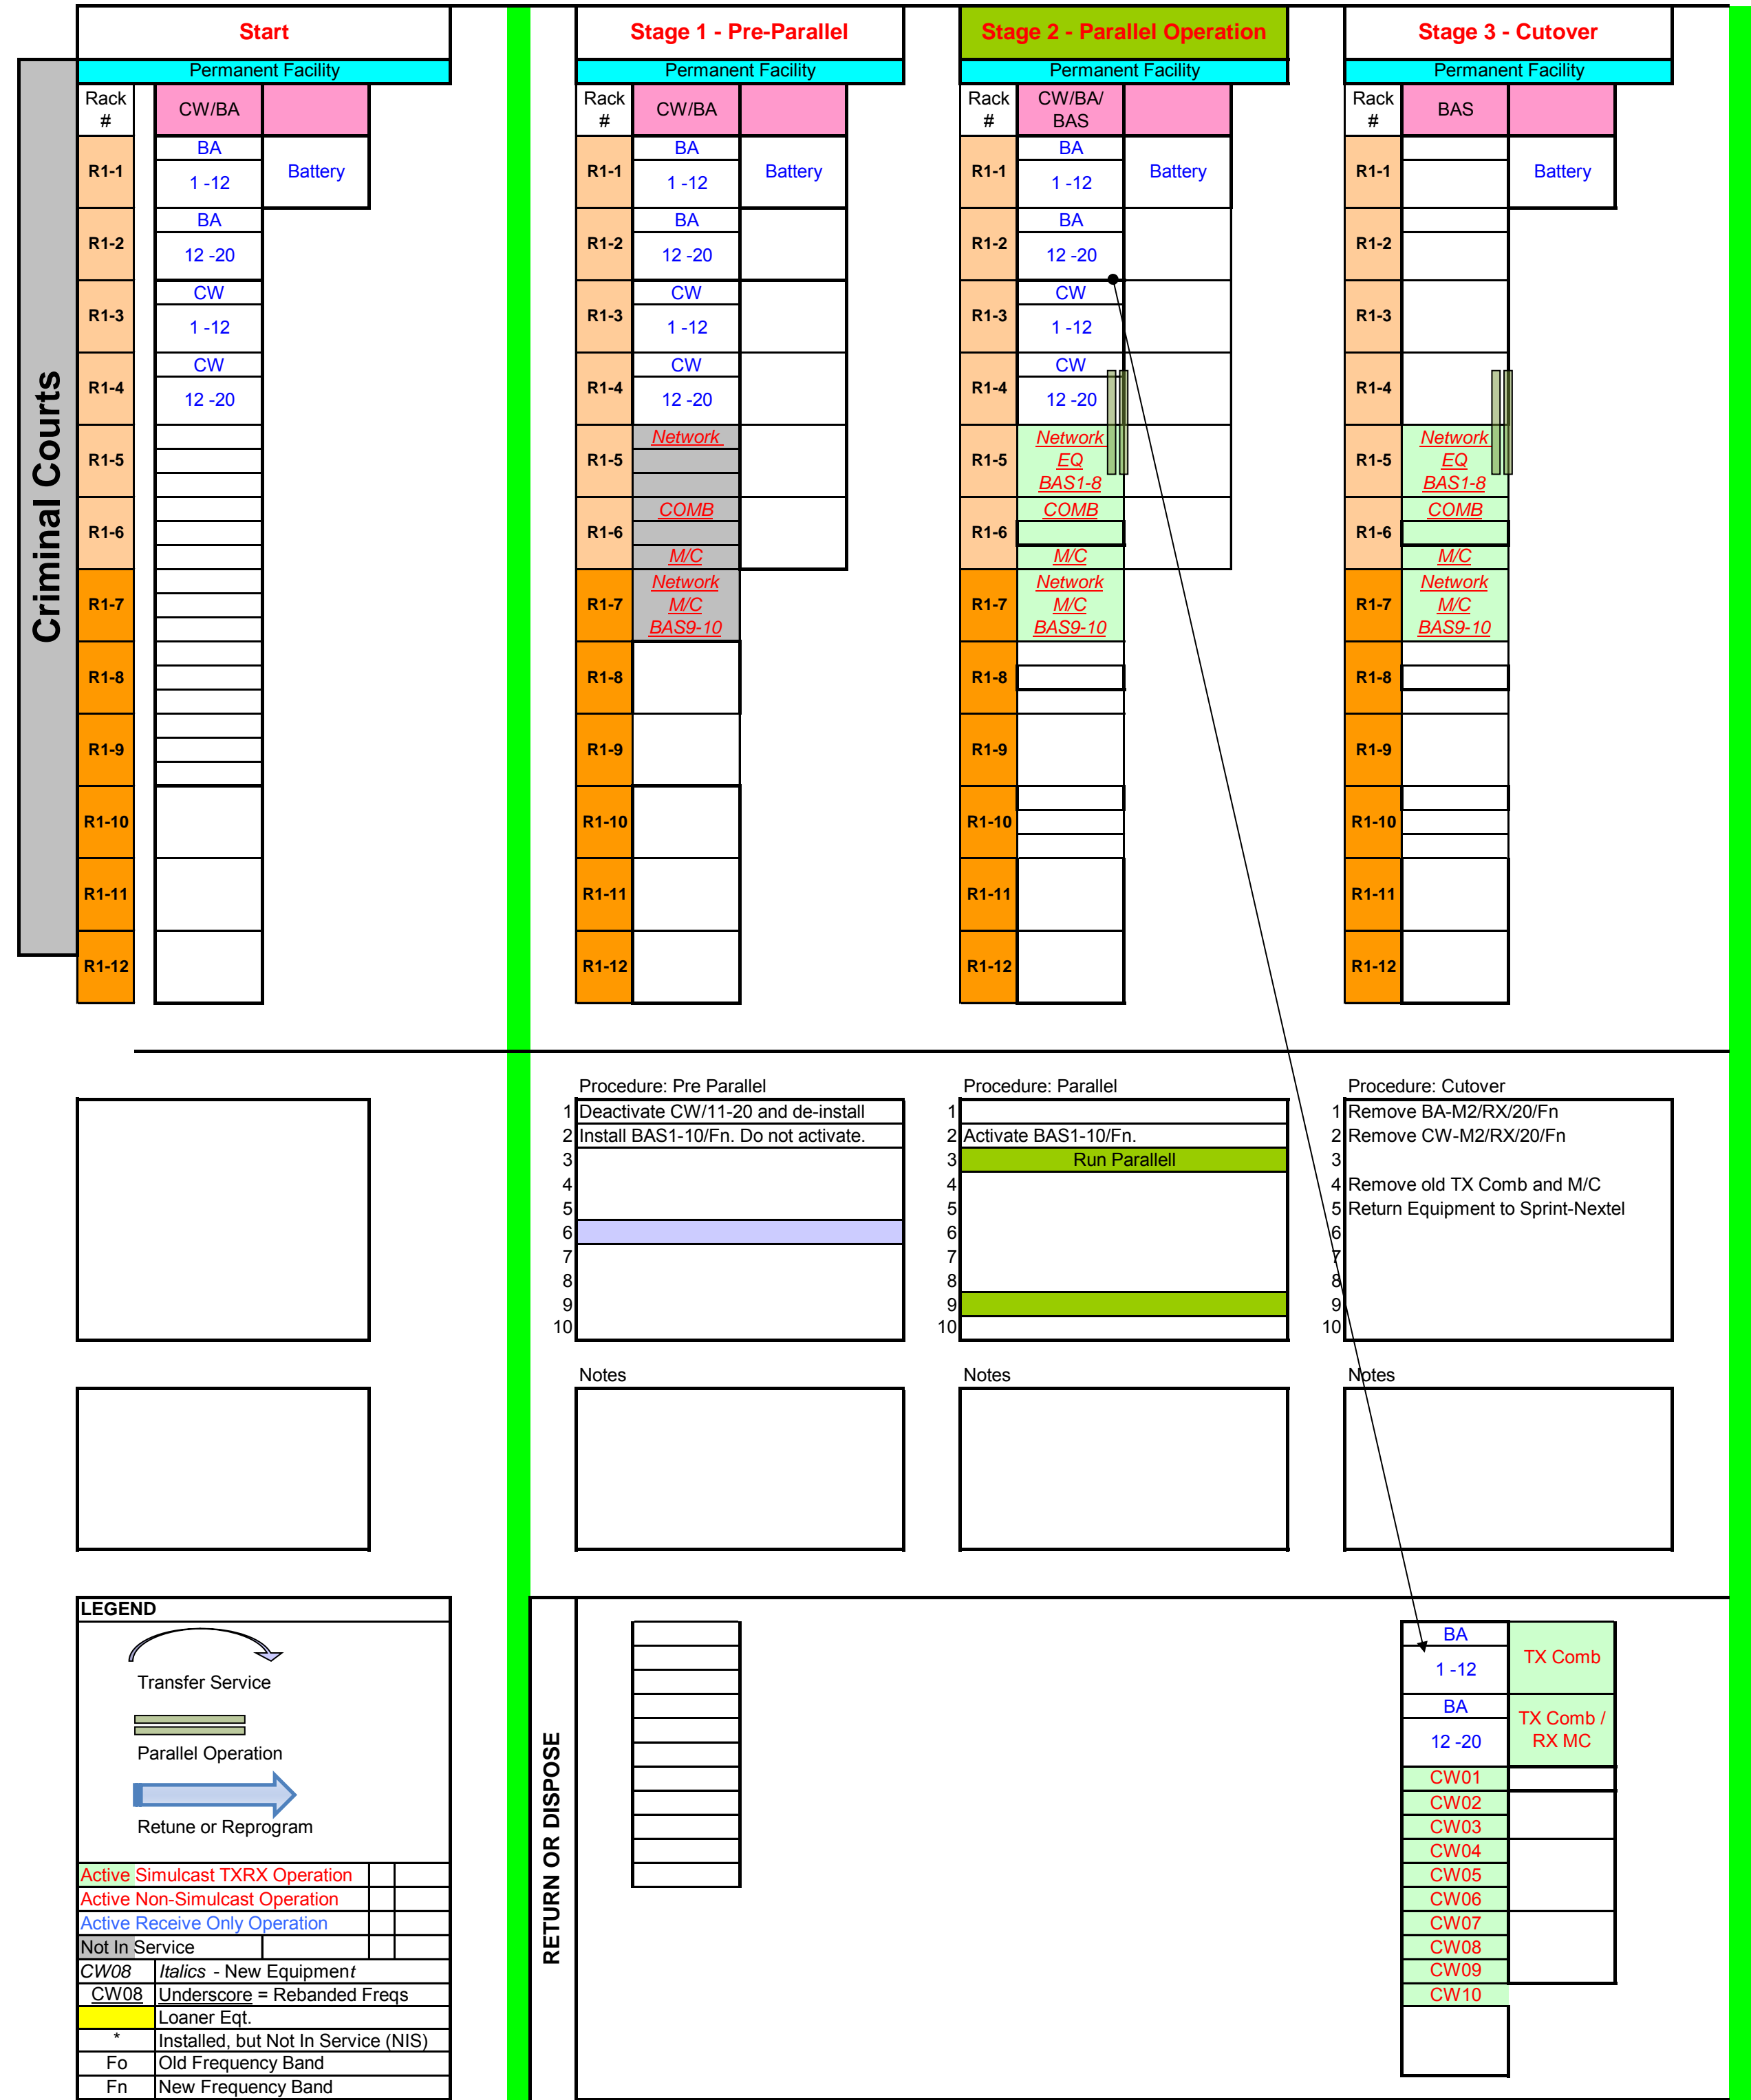 Start
Stage 1 - Pre-Parallel
Stage 2 - Parallel Operation
Stage 3 - Cutover
Permanent Facility
Permanent Facility
Permanent Facility
Permanent Facility
Criminal Courts
Rack #
CW/BA
R1-1
BA
1 -12
Battery
R1-2
BA
12 -20
R1-3
CW
1 -12
R1-4
CW
12 -20
R1-5
R1-6
R1-7
R1-8
R1-9
R1-10
R1-11
R1-12
Rack #
CW/BA
R1-1
BA
1 -12
Battery
R1-2
BA
12 -20
R1-3
CW
1 -12
R1-4
CW
12 -20
R1-5
Network
R1-6
COMB
M/C
R1-7
Network
M/C
BAS9-10
R1-8
R1-9
R1-10
R1-11
R1-12
Rack #
CW/BA/
BAS
R1-1
BA
1 -12
Battery
R1-2
BA
12 -20
R1-3
CW
1 -12
R1-4
CW
12 -20
R1-5
Network
EQ
BAS1-8
R1-6
COMB
M/C
R1-7
Network
M/C
BAS9-10
R1-8
R1-9
R1-10
R1-11
R1-12
Rack #
BAS
R1-1
Battery
R1-2
R1-3
R1-4
R1-5
Network
EQ
BAS1-8
R1-6
COMB
M/C
R1-7
Network
M/C
BAS9-10
R1-8
R1-9
R1-10
R1-11
R1-12
Procedure: Pre Parallel
1 Deactivate CW/11-20 and de-install
2 Install BAS1-10/Fn. Do not activate.
3
4
5
6
7
8
9
10
Procedure: Parallel
1
2 Activate BAS1-10/Fn.
3 Run Parallell
4
5
6
7
8
9
10
Procedure: Cutover
1 Remove BA-M2/RX/20/Fn
2 Remove CW-M2/RX/20/Fn
3
4 Remove old TX Comb and M/C
5 Return Equipment to Sprint-Nextel
6
7
8
9
10
Notes
Notes
Notes
LEGEND
Transfer Service
Parallel Operation
Retune or Reprogram
Active Simulcast TXRX Operation
Active Non-Simulcast Operation
Active Receive Only Operation
Not In Service
CW08 Italics - New Equipment
CW08 Underscore = Rebanded Freqs
Loaner Eqt.
* Installed, but Not In Service (NIS)
Fo Old Frequency Band
Fn New Frequency Band
RETURN OR DISPOSE
BA
1 -12
TX Comb
BA
12 -20
TX Comb /
RX MC
CW01
CW02
CW03
CW04
CW05
CW06
CW07
CW08
CW09
CW10